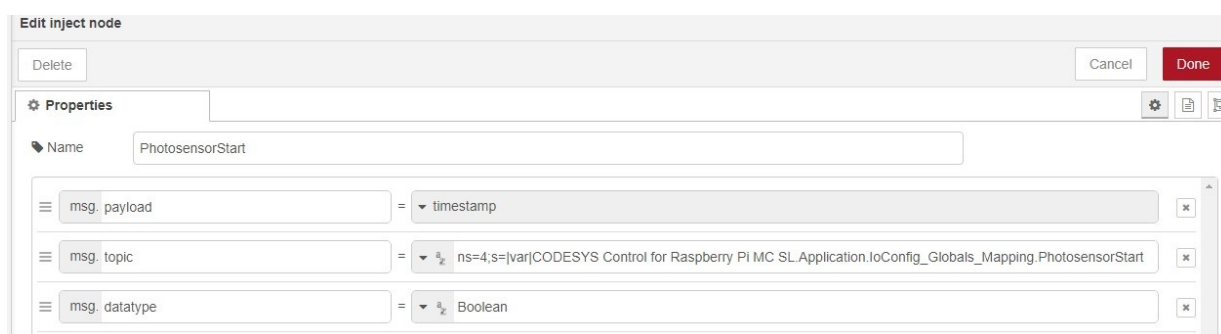 Edit inject node
Delete
Cancel
Done
Properties
Name
PhotosensorStart
msg. payload = timestamp
msg. topic = a z ns=4;s=|var|CODESYS Control for Raspberry Pi MC SL.Application.IoConfig_Globals_Mapping.PhotosensorStart
msg. datatype = a z Boolean